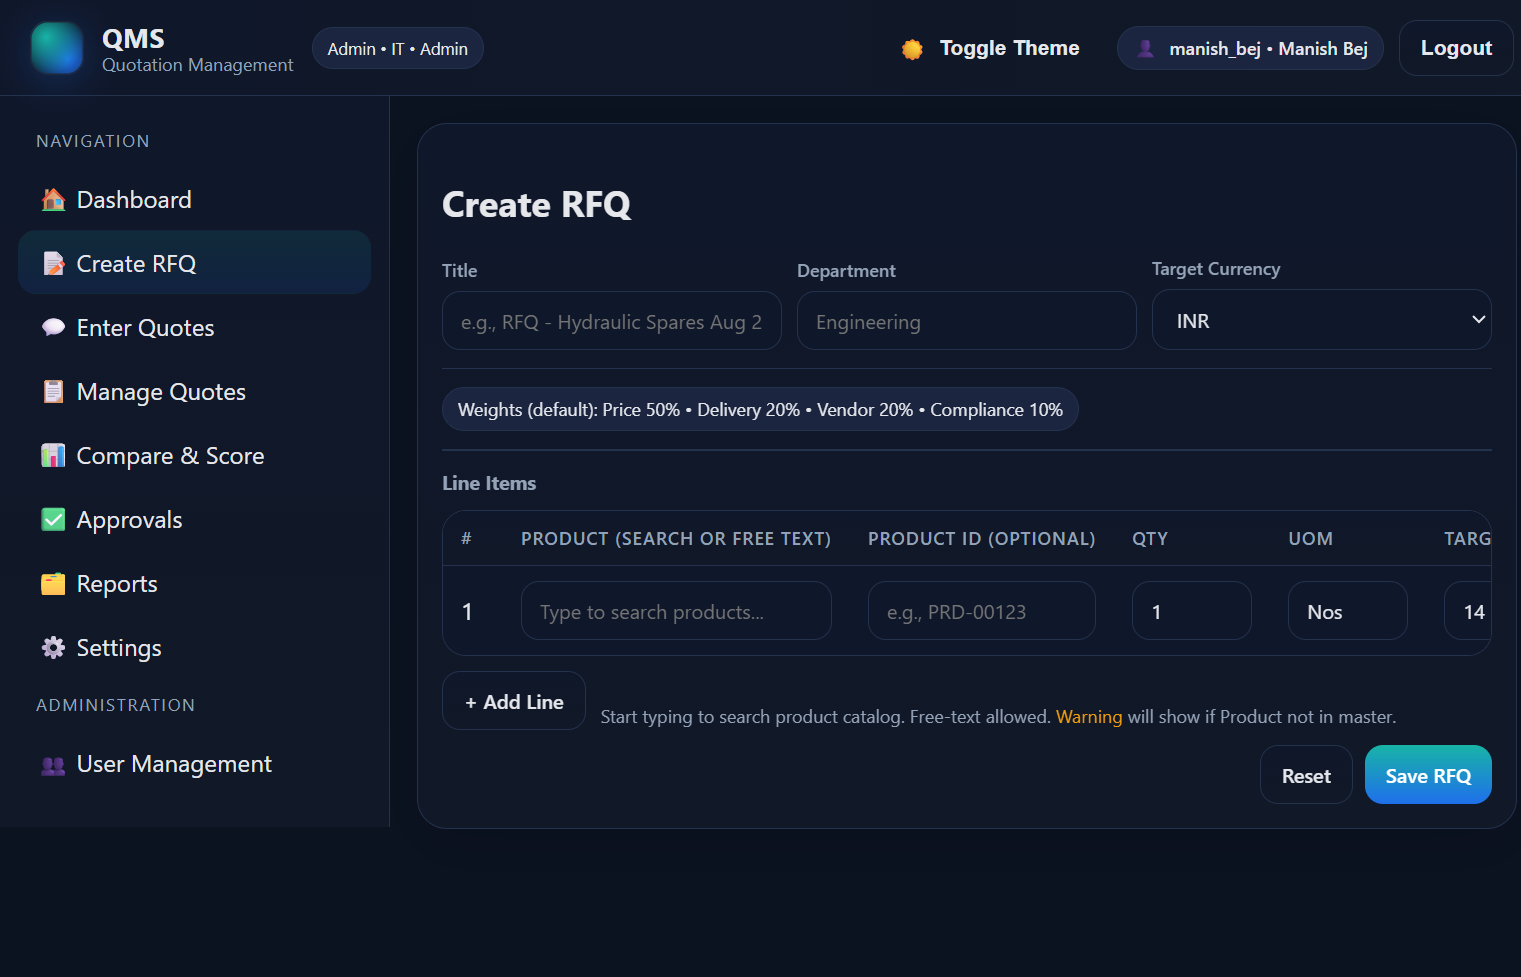 QMS
Quotation Management
Admin • IT • Admin
Toggle Theme
manish_bej • Manish Bej
Logout
NAVIGATION
Dashboard
Create RFQ
Enter Quotes
Manage Quotes
Compare & Score
Approvals
Reports
Settings
ADMINISTRATION
User Management
Create RFQ
Title
Department
Target Currency
e.g., RFQ - Hydraulic Spares Aug 2
Engineering
INR
Weights (default): Price 50% • Delivery 20% • Vendor 20% • Compliance 10%
Line Items
# PRODUCT (SEARCH OR FREE TEXT) PRODUCT ID (OPTIONAL) QTY UOM TARG
1 Type to search products... e.g., PRD-00123 1 Nos 14
+ Add Line
Start typing to search product catalog. Free-text allowed. Warning will show if Product not in master.
Reset
Save RFQ